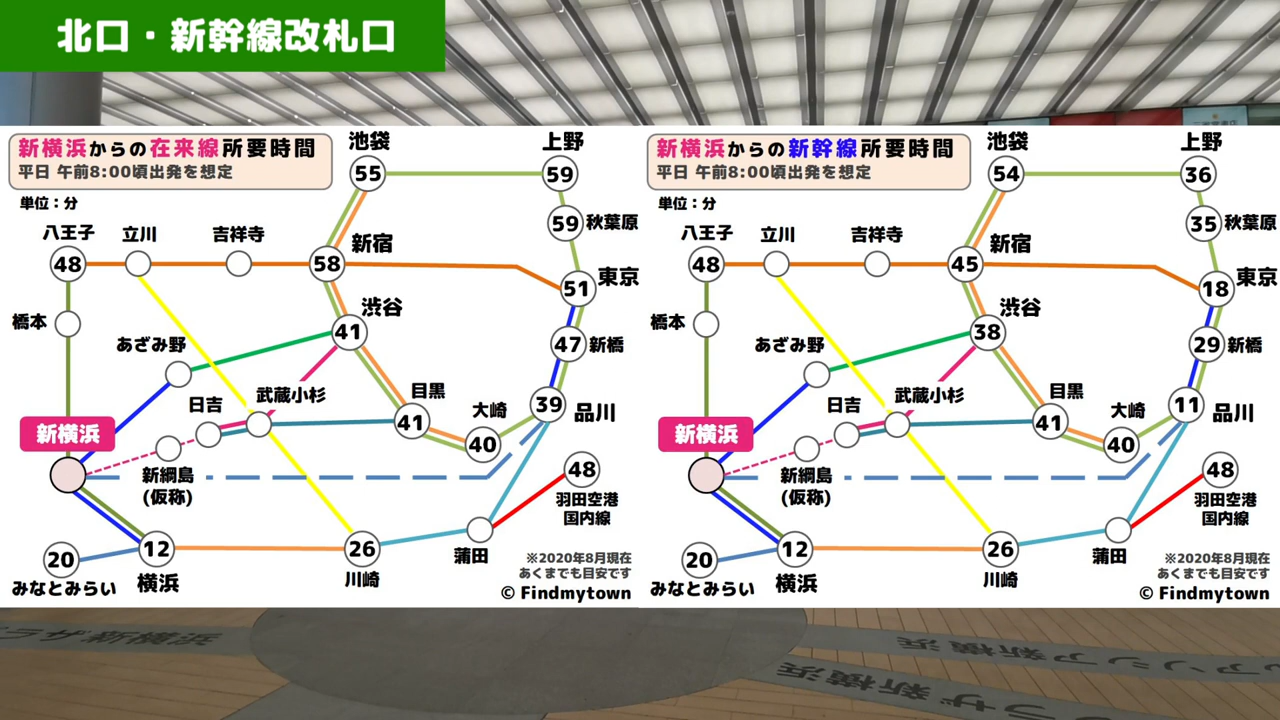 北口・新幹線改札口
新横浜からの在来線所要時間
平日 午前8:00頃出発を想定
単位：分
池袋
55
上野
59
59
秋葉原
八王子
48
立川
吉祥寺
新宿
58
東京
51
橋本
あざみ野
渋谷
41
47
新橋
日吉
武蔵小杉
目黒
41
大崎
40
39
品川
新横浜
新綱島
(仮称)
48
羽田空港
国内線
20
みなとみらい
12
横浜
26
川崎
蒲田
※2020年8月現在
あくまでも目安です
© Findmytown
新横浜からの新幹線所要時間
平日 午前8:00頃出発を想定
単位：分
池袋
54
上野
36
35
秋葉原
八王子
48
立川
吉祥寺
新宿
45
東京
18
橋本
あざみ野
渋谷
38
29
新橋
日吉
武蔵小杉
目黒
41
大崎
40
11
品川
新横浜
新綱島
(仮称)
48
羽田空港
国内線
20
みなとみらい
12
横浜
26
川崎
蒲田
※2020年8月現在
あくまでも目安です
© Findmytown